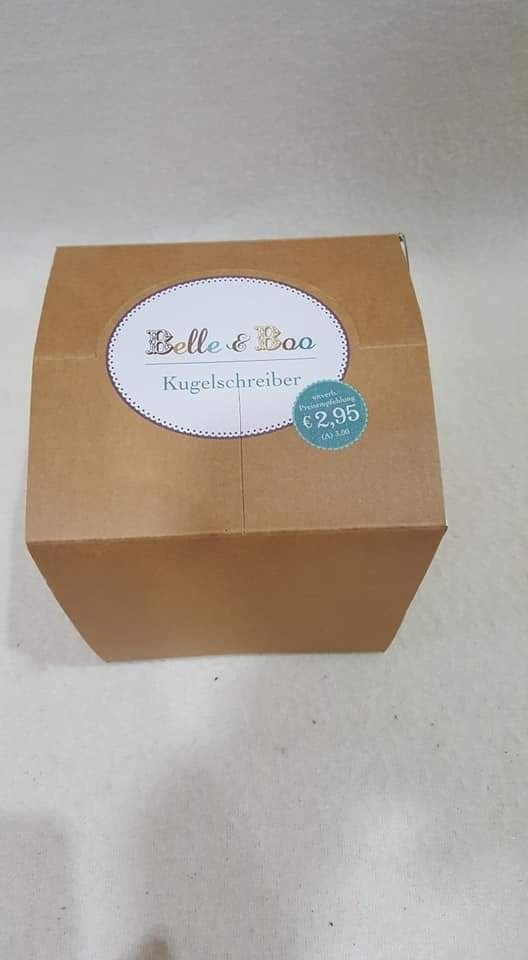 Belle & Boo
Kugelschreiber
unverb.
Preisempfehlung
€ 2,95
(A) 3,00